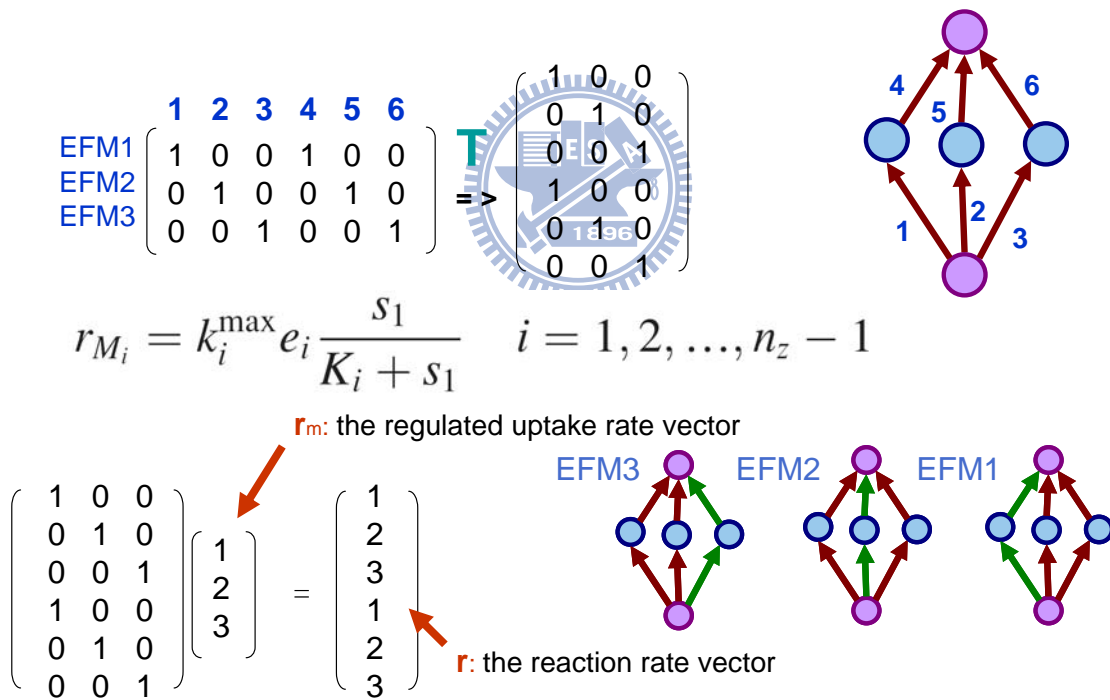 1 2 3 4 5 6
EFM1
EFM2
EFM3
1 0 0 1 0 0
0 1 0 0 1 0
0 0 1 0 0 1
T
= >
1 0 0
0 1 0
0 0 1
1 0 0
0 1 0
0 0 1
E S A
8
1896
4
5
6
1
2
3
r_{M_i} = k_i^{max} e_i \frac{s_1}{K_i + s_1} i = 1, 2, ..., n_z − 1
rm: the regulated uptake rate vector
1 0 0
0 1 0
0 0 1
1 0 0
0 1 0
0 0 1
1
2
3
=
1
2
3
1
2
3
r: the reaction rate vector
EFM3
EFM2
EFM1